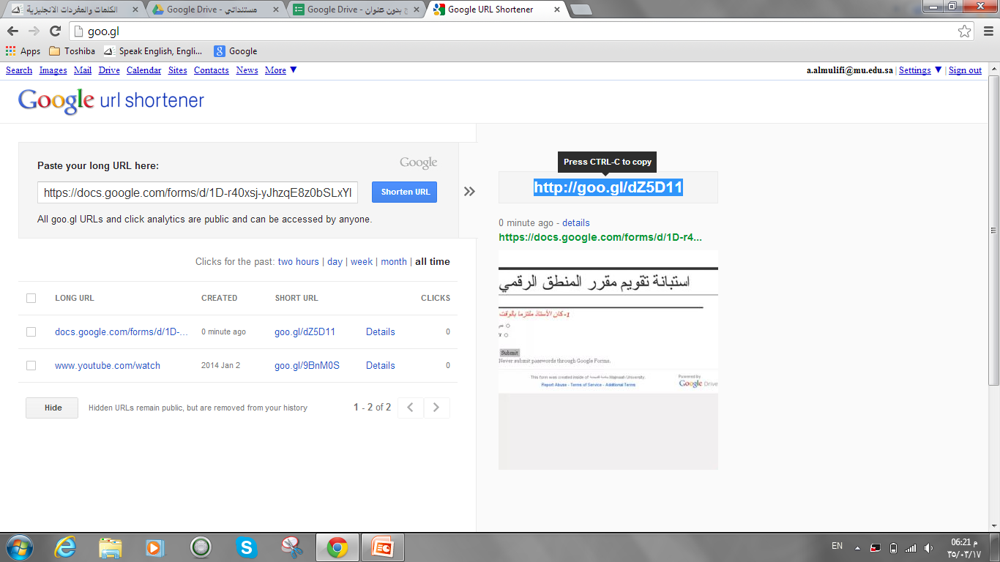 الكلمات والمفردات الانجليزية
Google Drive - مستنداتي
Google Drive - ج بدون عنوان
Google URL Shortener
goo.gl
Apps Toshiba Speak English, Engli... Google
Search Images Mail Drive Calendar Sites Contacts News More ▼
a.almulifi@mu.edu.sa | Settings ▼ | Sign out
Google url shortener
Paste your long URL here:
Google
https://docs.google.com/forms/d/1D-r40xsj-yJhzqE8z0bSLxYl
Shorten URL
All goo.gl URLs and click analytics are public and can be accessed by anyone.
Press CTRL-C to copy
http://goo.gl/dZ5D11
0 minute ago - details
https://docs.google.com/forms/d/1D-r4...
استبانة تقويم مقرر المنطق الرقمي
1- كان الأستاذ ملتزما بالوقت
نعم
لا
Submit
Never submit passwords through Google Forms.
This form was created inside of جامعة المجمعة Majmaah University.
Report Abuse - Terms of Service - Additional Terms
Powered by
Google Drive
Clicks for the past: two hours | day | week | month | all time
LONG URL CREATED SHORT URL CLICKS
docs.google.com/forms/d/1D-... 0 minute ago goo.gl/dZ5D11 Details 0
www.youtube.com/watch 2014 Jan 2 goo.gl/9BnM0S Details 0
Hide Hidden URLs remain public, but are removed from your history 1 - 2 of 2
EN
06:21 م
٣٥/٠٣/١٧